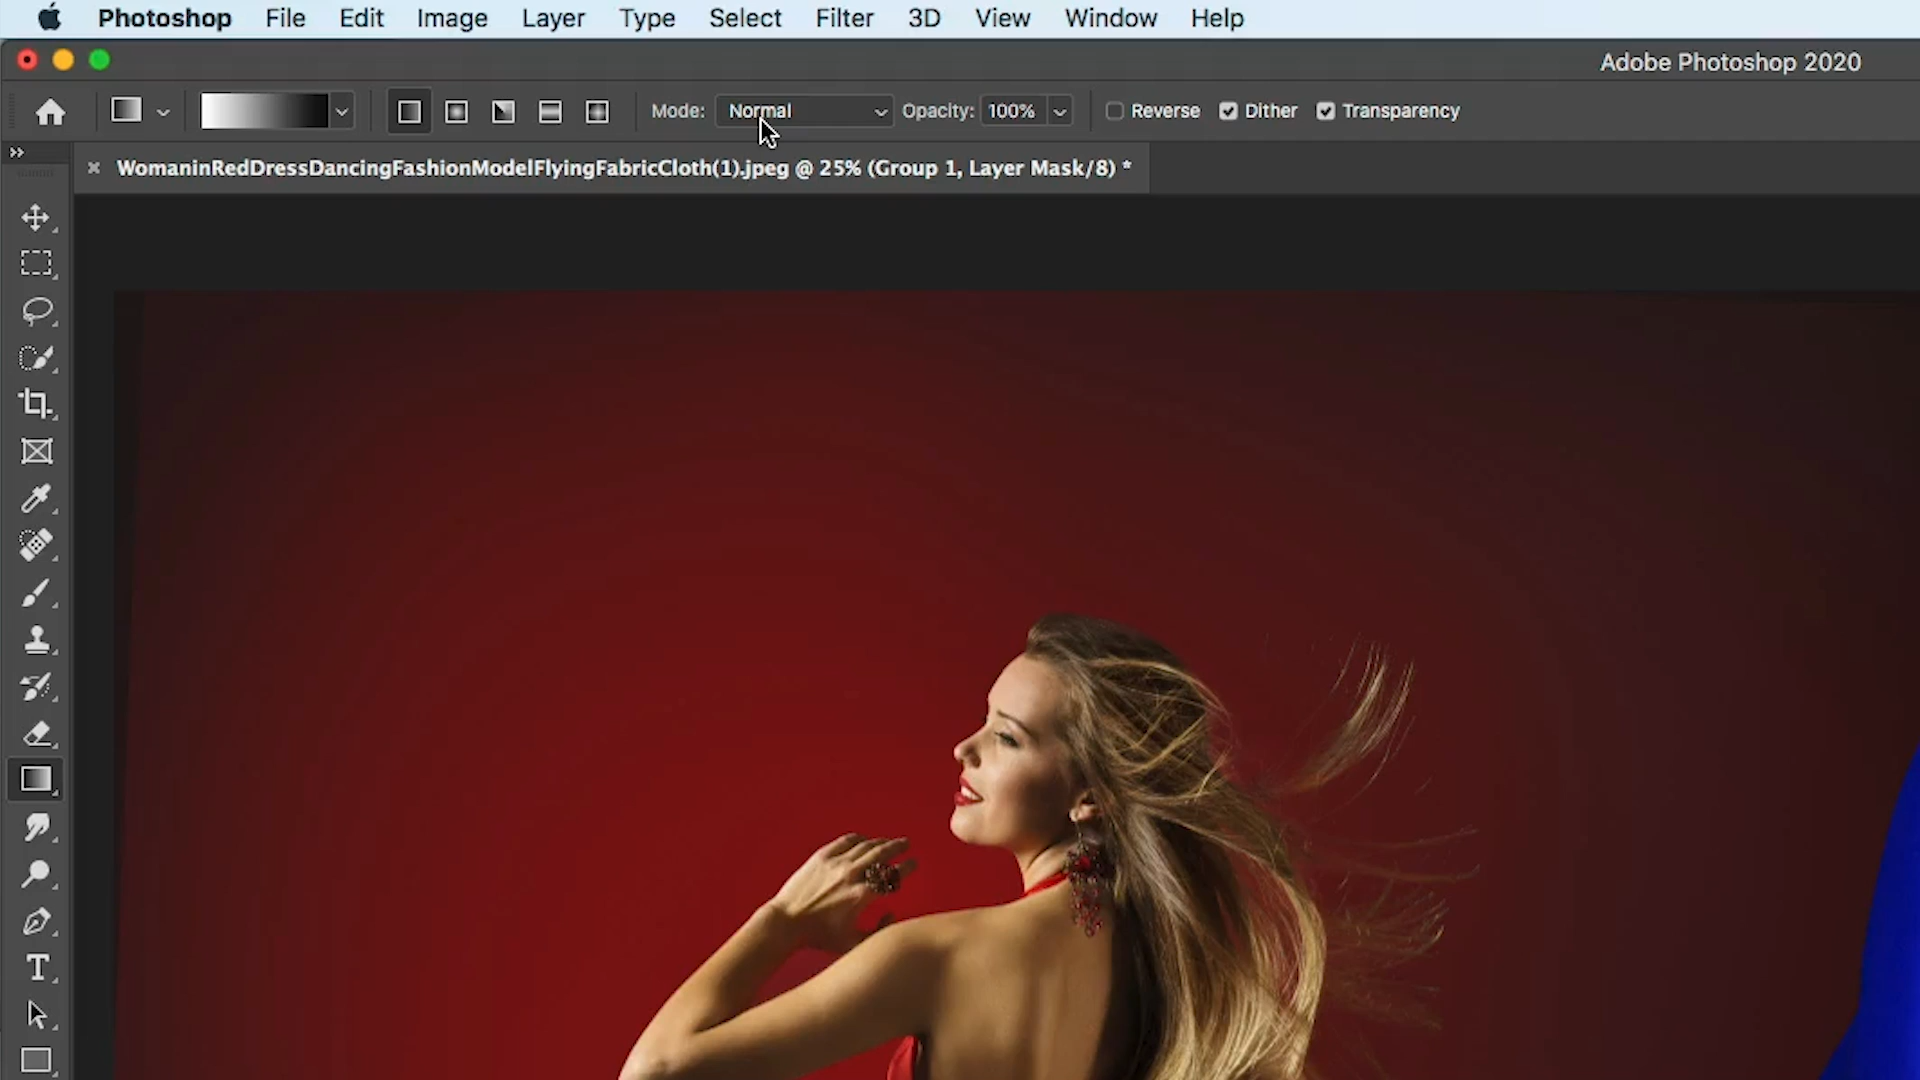 Photoshop File Edit Image Layer Type Select Filter 3D View Window Help
Adobe Photoshop 2020
Mode: Normal Opacity: 100% Reverse Dither Transparency
WomaninRedDressDancingFashionModelFlyingFabricCloth(1).jpeg @ 25% (Group 1, Layer Mask/8) *